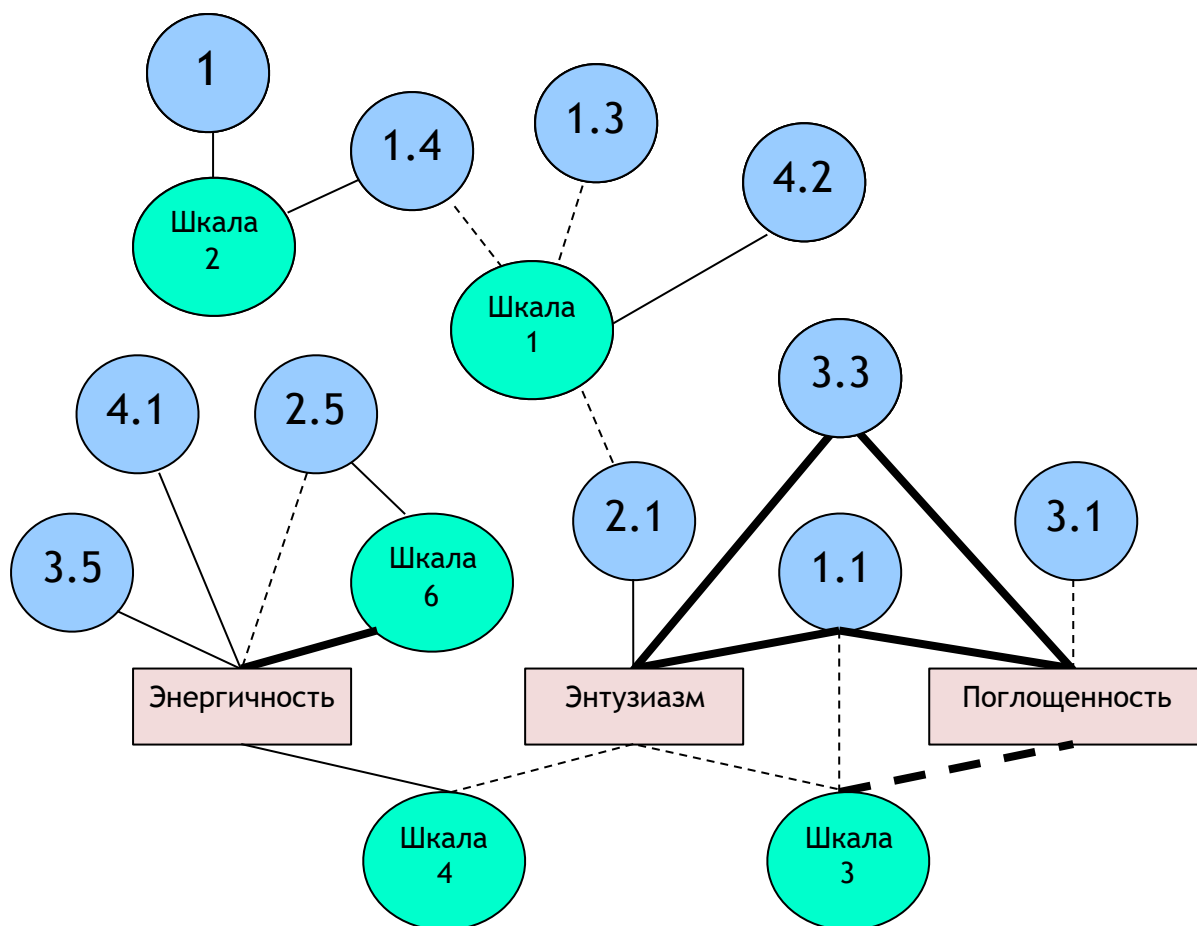 1
1.4
1.3
4.2
Шкала
2
Шкала
1
3.3
4.1
2.5
2.1
3.1
3.5
Шкала
6
1.1
Энергичность
Энтузиазм
Поглощенность
Шкала
4
Шкала
3